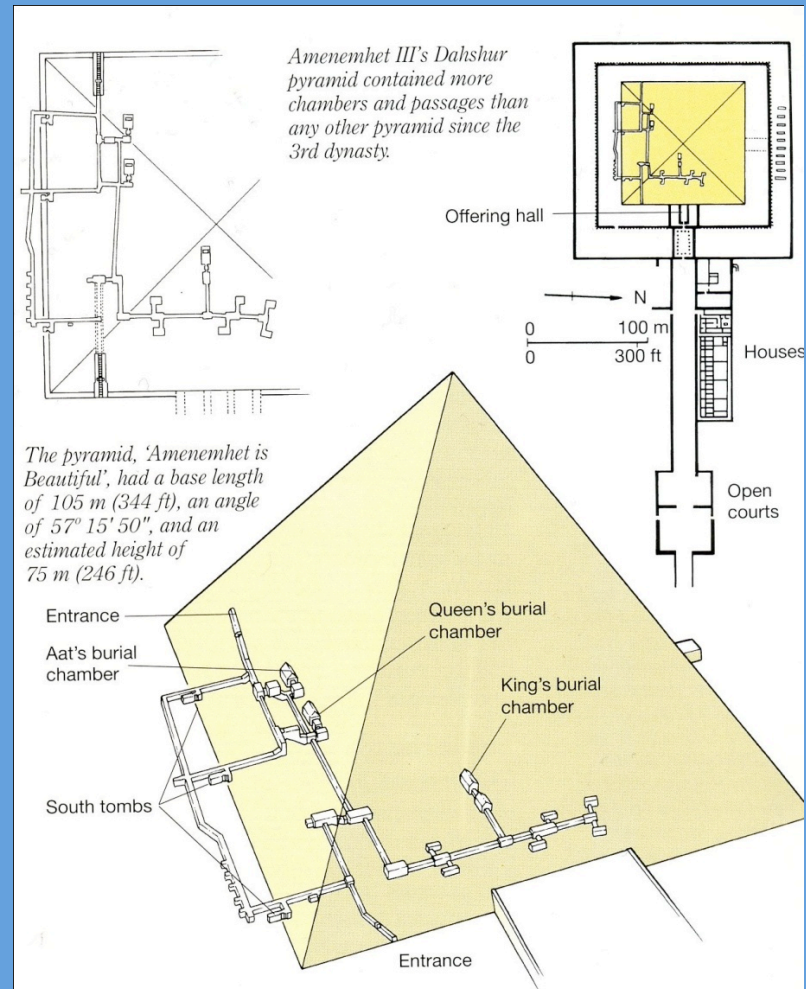 Amenemhet III's Dahshur
pyramid contained more
chambers and passages than
any other pyramid since the
3rd dynasty.
Offering hall
N
0 100 m
0 300 ft
Houses
Open
courts
The pyramid, ‘Amenemhet is
Beautiful’, had a base length
of 105 m (344 ft), an angle
of 57° 15' 50", and an
estimated height of
75 m (246 ft).
Entrance
Aat's burial
chamber
Queen's burial
chamber
King's burial
chamber
South tombs
Entrance